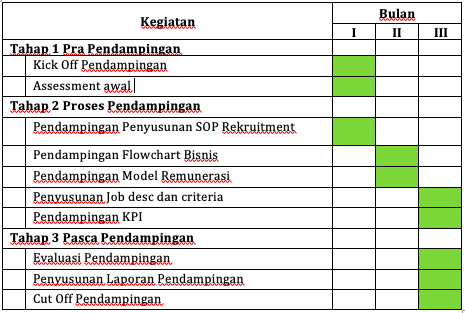 Kegiatan
Bulan
I II III
Tahap 1 Pra Pendampingan
Kick Off Pendampingan
Assessment awal
Tahap 2 Proses Pendampingan
Pendampingan Penyusunan SOP Rekruitment
Pendampingan Flowchart Bisnis
Pendampingan Model Remunerasi
Penyusunan Job desc dan criteria
Pendampingan KPI
Tahap 3 Pasca Pendampingan
Evaluasi Pendampingan
Penyusunan Laporan Pendampingan
Cut Off Pendampingan